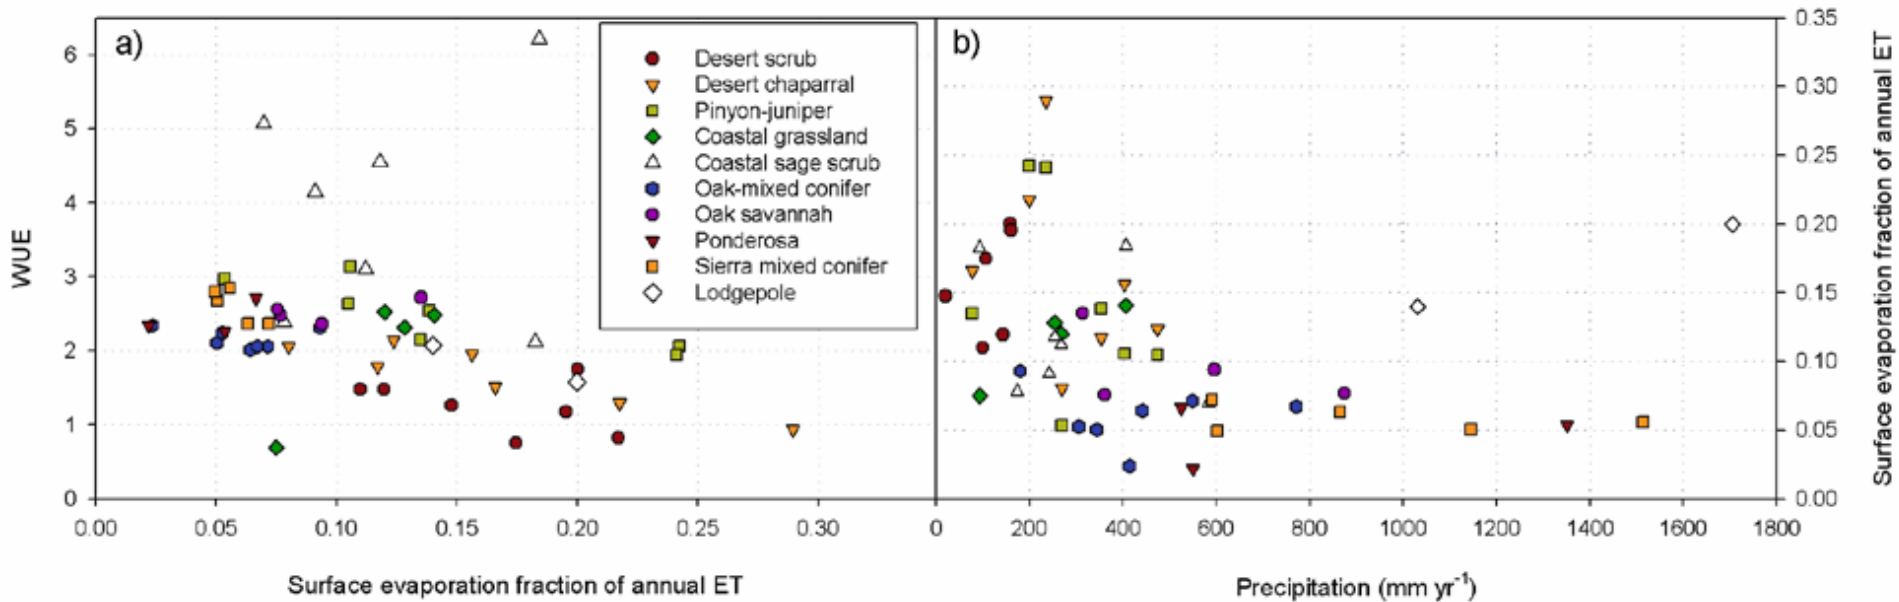 a)
b)
WUE
6
5
4
3
2
1
0
0.00 0.05 0.10 0.15 0.20 0.25 0.30
Surface evaporation fraction of annual ET
Desert scrub
Desert chaparral
Pinyon-juniper
Coastal grassland
Coastal sage scrub
Oak-mixed conifer
Oak savannah
Ponderosa
Sierra mixed conifer
Lodgepole
0 200 400 600 800 1000 1200 1400 1600 1800
Precipitation (mm yr⁻¹)
0.35
0.30
0.25
0.20
0.15
0.10
0.05
0.00
Surface evaporation fraction of annual ET